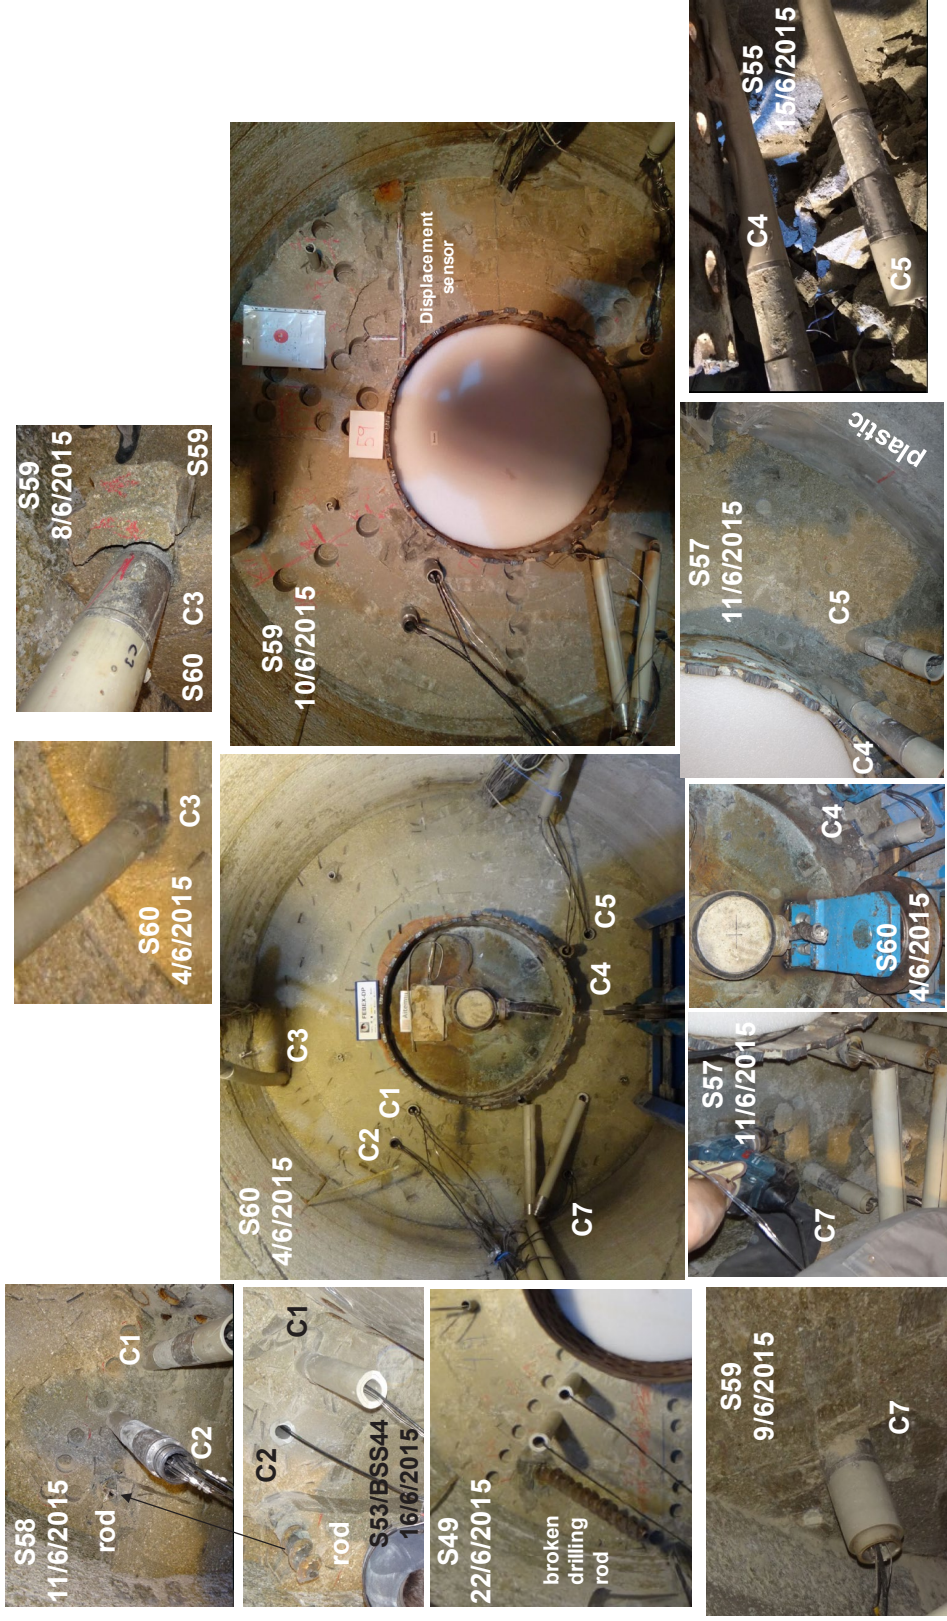 S58
11/6/2015
rod
C1
C2
S60
4/6/2015
C3
S59
8/6/2015
C3
S60
C3
S59
C2
C1
rod
S53/BSS44
16/6/2015
S60
4/6/2015
C2
C1
C3
FEBEX-DP
C7
C4
C5
S59
10/6/2015
59
Displacement
sensor
S49
22/6/2015
broken
drilling
rod
S57
11/6/2015
C7
S60
4/6/2015
C4
S57
11/6/2015
C5
C4
plastic
S55
15/6/2015
C4
C5
S59
9/6/2015
C7